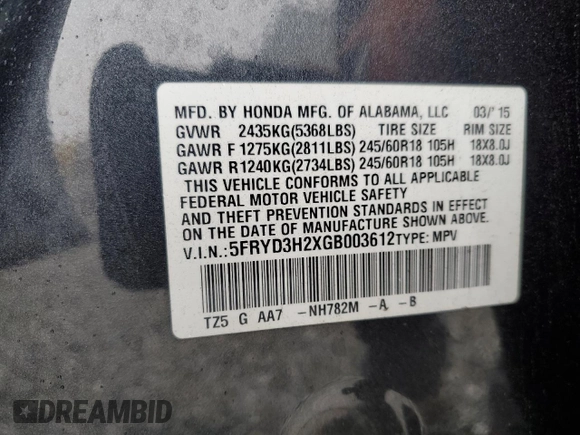 MFD. BY HONDA MFG. OF ALABAMA, LLC 03/'15
GVWR 2435KG(5368LBS) TIRE SIZE RIM SIZE
GAWR F 1275KG(2811LBS) 245/60R18 105H 18X8.0J
GAWR R 1240KG(2734LBS) 245/60R18 105H 18X8.0J
THIS VEHICLE CONFORMS TO ALL APPLICABLE
FEDERAL MOTOR VEHICLE SAFETY
AND THEFT PREVENTION STANDARDS IN EFFECT
ON THE DATE OF MANUFACTURE SHOWN ABOVE.
V.I.N.:5FRYD3H2XGB003612 TYPE: MPV
TZ5 G AA7 -NH782M -A -B
DREAMBID